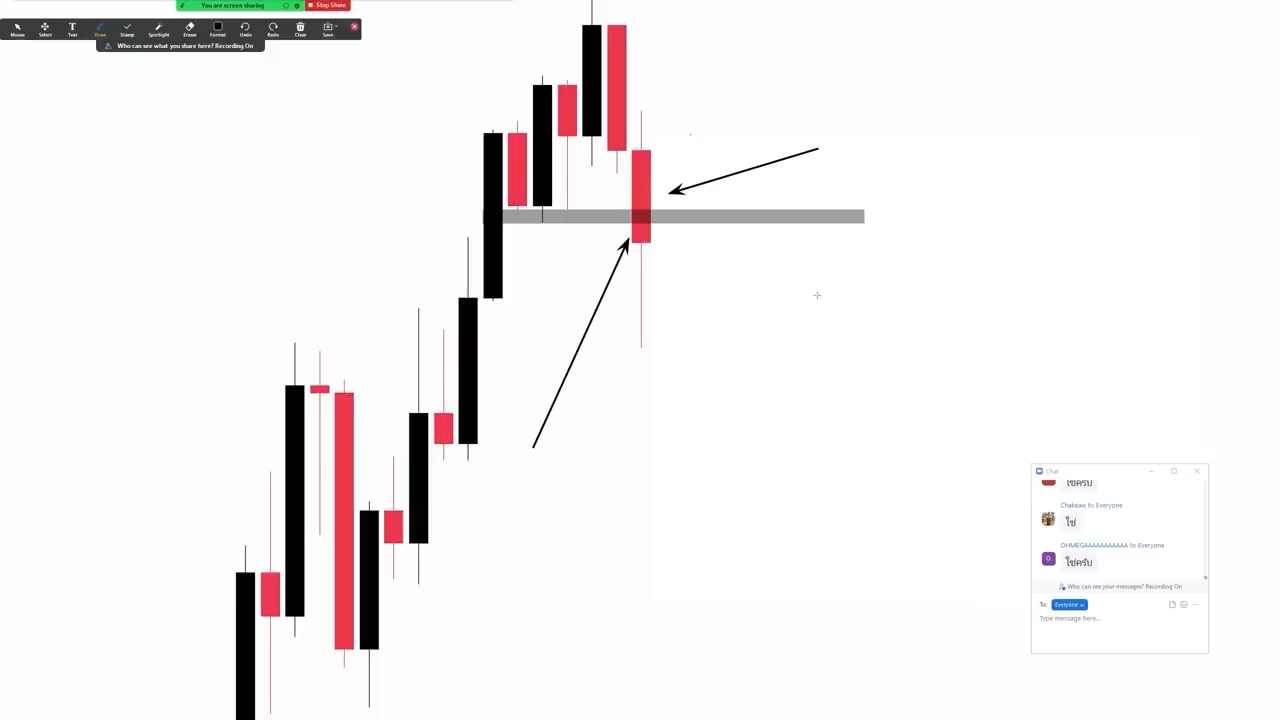 You are screen sharing
Stop Share
Mouse
Select
Text
Draw
Stamp
Spotlight
Eraser
Format
Undo
Redo
Clear
Save
Who can see what you share here? Recording On
Chat
ใช่ครับ
Chakeaw to Everyone
ใช่
OHMEGAAAAAAAAAAA to Everyone
O
ใช่ครับ
Who can see your messages? Recording On
To: Everyone
Type message here...